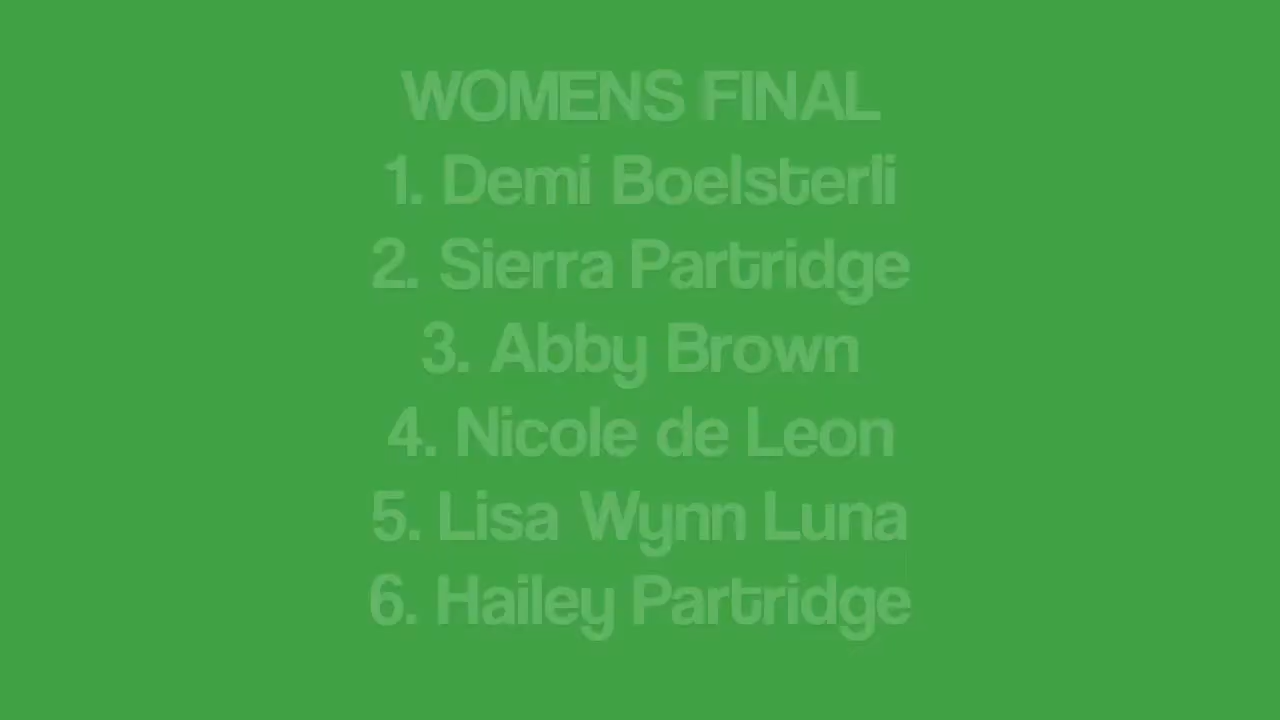 WOMENS FINAL
1. Demi Boelsterli
2. Sierra Partridge
3. Abby Brown
4. Nicole de Leon
5. Lisa Wynn Luna
6. Hailey Partridge